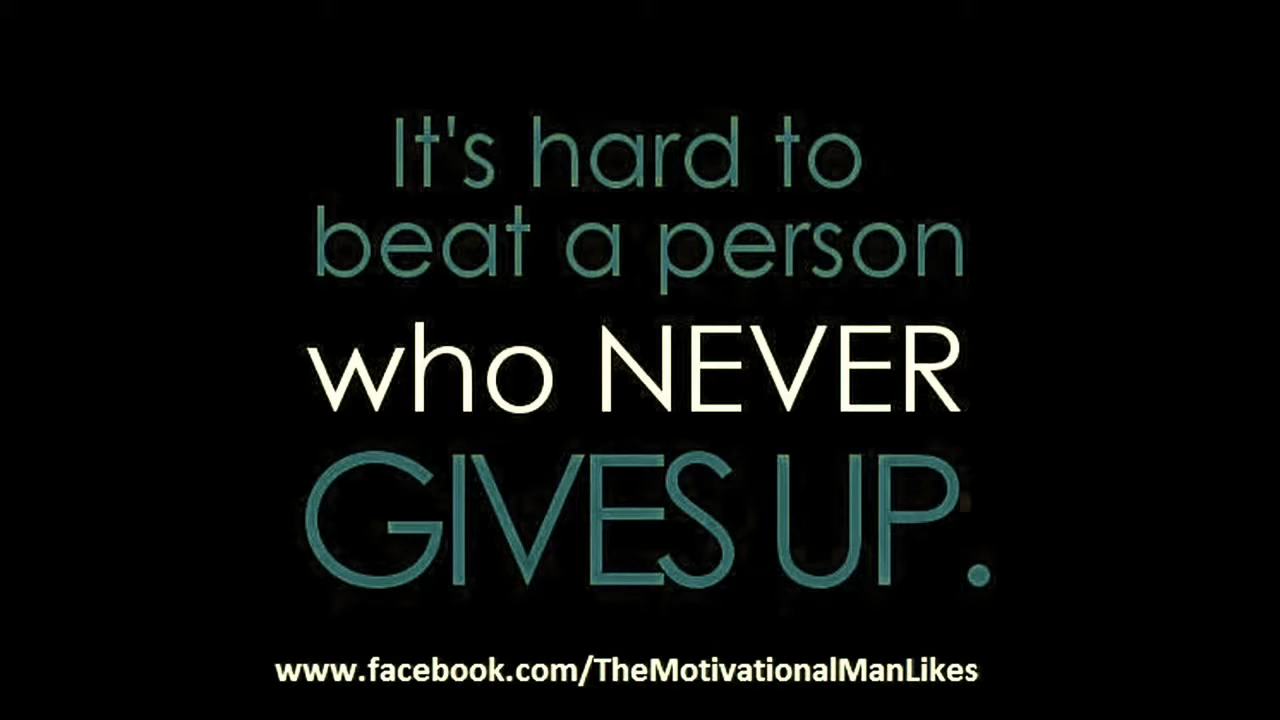 It's hard to
beat a person
who NEVER
GIVES UP.
www.facebook.com/TheMotivationalManLikes